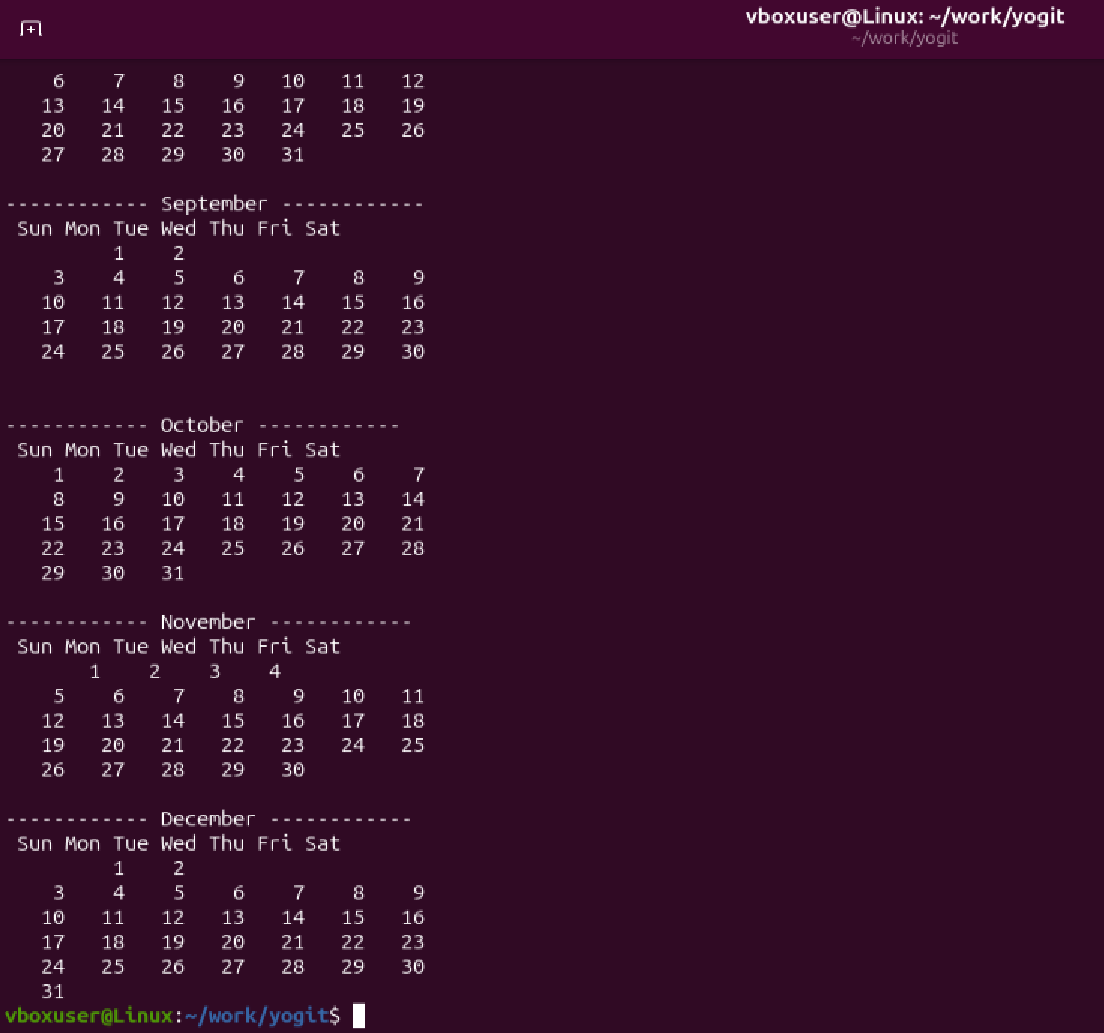 vboxuser@Linux: ~/work/yogit
~/work/yogit
    6    7    8    9   10   11   12
   13   14   15   16   17   18   19
   20   21   22   23   24   25   26
   27   28   29   30   31
------------ September ------------
 Sun Mon Tue Wed Thu Fri Sat
         1    2
    3    4    5    6    7    8    9
   10   11   12   13   14   15   16
   17   18   19   20   21   22   23
   24   25   26   27   28   29   30
------------ October ------------
 Sun Mon Tue Wed Thu Fri Sat
    1    2    3    4    5    6    7
    8    9   10   11   12   13   14
   15   16   17   18   19   20   21
   22   23   24   25   26   27   28
   29   30   31
------------ November ------------
 Sun Mon Tue Wed Thu Fri Sat
       1    2    3    4
    5    6    7    8    9   10   11
   12   13   14   15   16   17   18
   19   20   21   22   23   24   25
   26   27   28   29   30
------------ December ------------
 Sun Mon Tue Wed Thu Fri Sat
         1    2
    3    4    5    6    7    8    9
   10   11   12   13   14   15   16
   17   18   19   20   21   22   23
   24   25   26   27   28   29   30
   31
vboxuser@Linux:~/work/yogit$